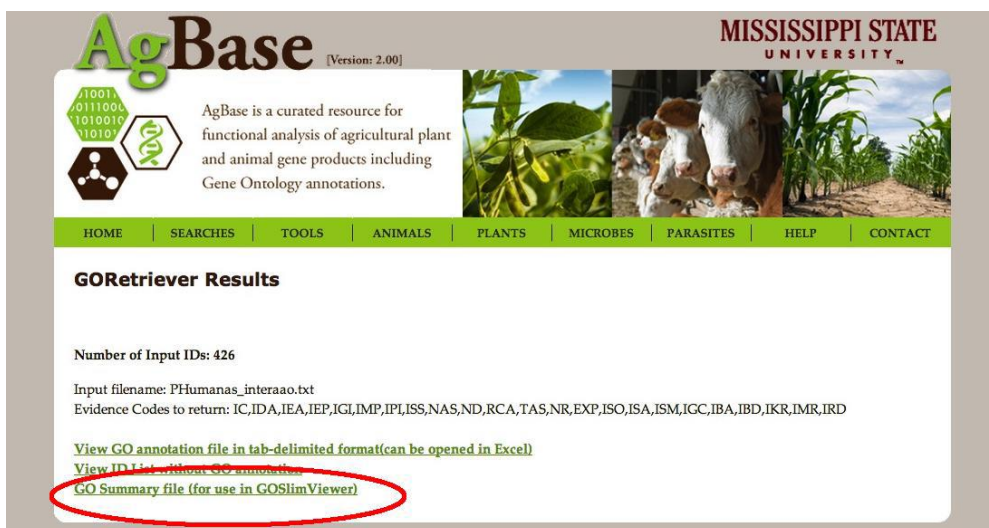 AgBase [Version: 2.00]
MISSISSIPPI STATE
UNIVERSITY™
AgBase is a curated resource for
functional analysis of agricultural plant
and animal gene products including
Gene Ontology annotations.
HOME | SEARCHES | TOOLS | ANIMALS | PLANTS | MICROBES | PARASITES | HELP | CONTACT
GORetriever Results
Number of Input IDs: 426
Input filename: PHumanas_interaao.txt
Evidence Codes to return: IC,IDA,IEA,IEP,IGI,IMP,IPI,ISS,NAS,ND,RCA,TAS,NR,EXP,ISO,ISA,ISM,IGC,IBA,IBD,IKR,IMR,IRD
View GO annotation file in tab-delimited format(can be opened in Excel)
View ID List without GO annotation
GO Summary file (for use in GOSlimViewer)